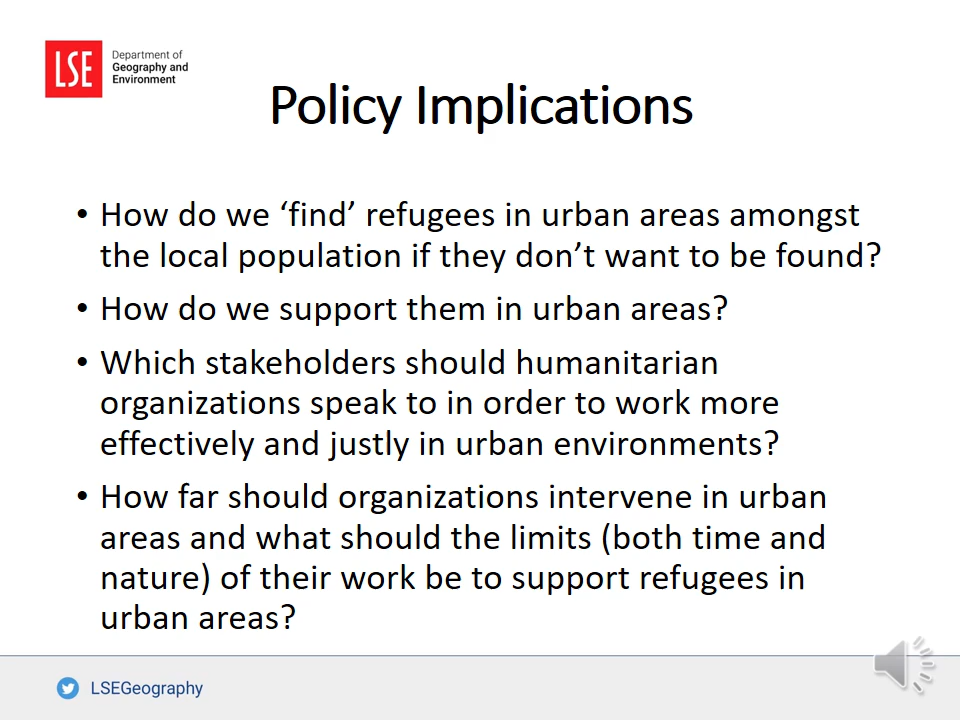 LSE
Department of
Geography and
Environment
Policy Implications
• How do we ‘find’ refugees in urban areas amongst
the local population if they don’t want to be found?
• How do we support them in urban areas?
• Which stakeholders should humanitarian
organizations speak to in order to work more
effectively and justly in urban environments?
• How far should organizations intervene in urban
areas and what should the limits (both time and
nature) of their work be to support refugees in
urban areas?
LSEGeography